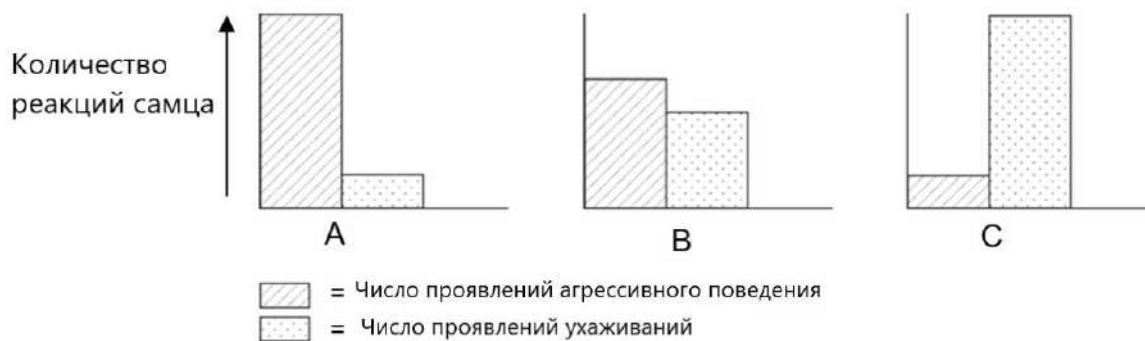 Количество
реакций самца
A
B
C
= Число проявлений агрессивного поведения
= Число проявлений ухаживаний